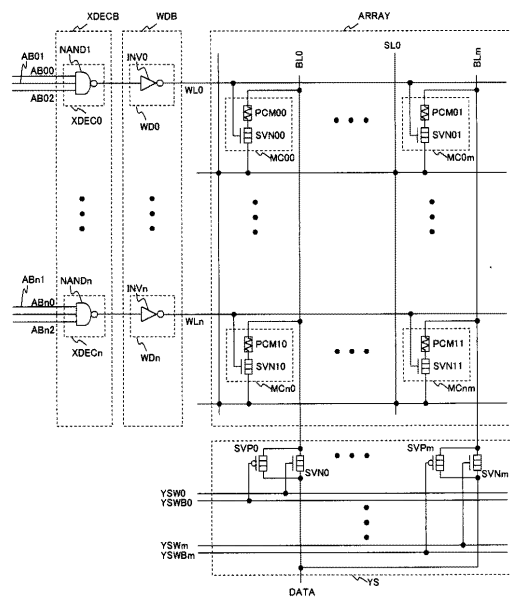 XDECB WDB ARRAY
AB01 NAND1 INV0 BL0 SL0 BLm
AB00
WL0
AB02
PCM00 PCM01
XDEC0 WD0
SVN00 SVN01
MC00 MC0m
ABn1 NANDn INVn
ABn0
WLn
ABn2
PCM10 PCM11
XDECn WDn
SVN10 SVN11
MCn0 MCnm
SVP0 SVPm
SVN0 SVNm
YSW0
YSWB0
YSWm
YSWBm
YS
DATA